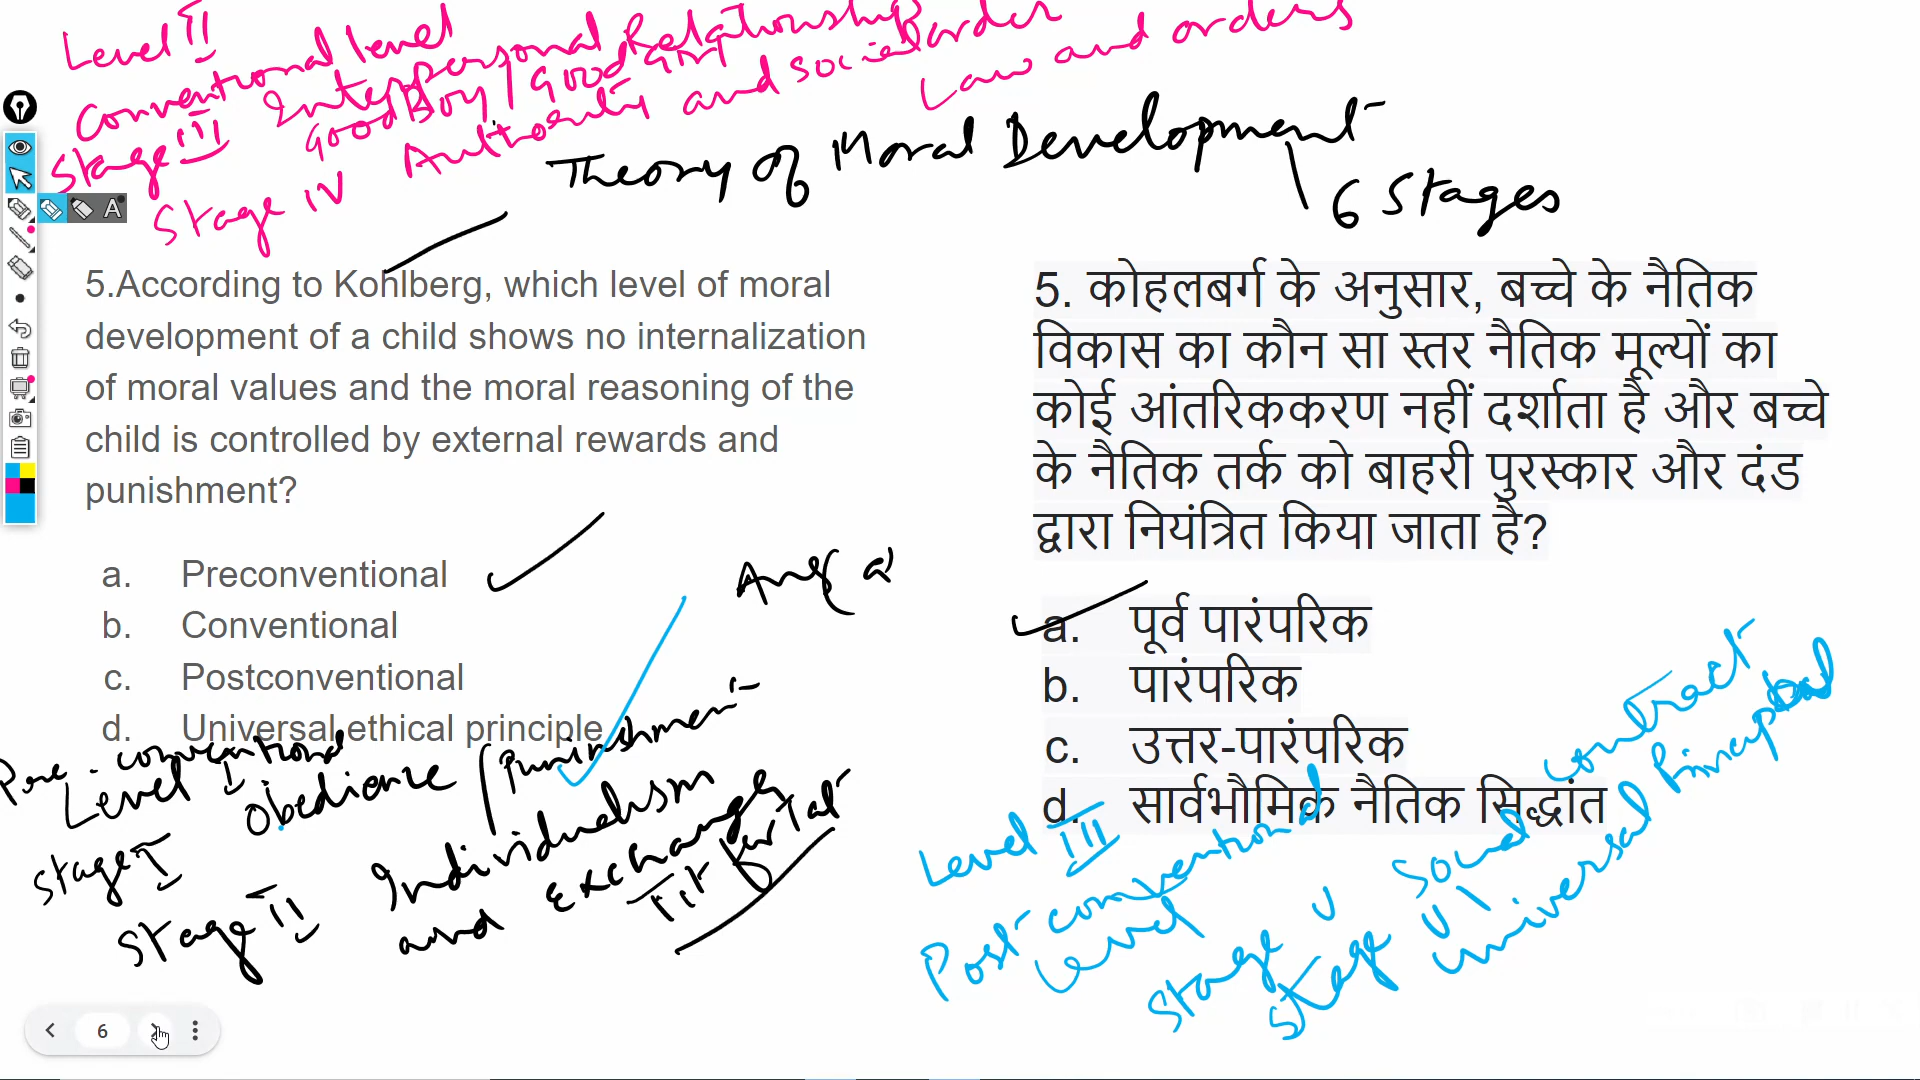 Level II
Conventional level
Stage III Interpersonal Relationship
Good Boy / Good Girl
Stage IV Authority and social order
Law and orders
Theory of Moral Development
6 Stages
5.According to Kohlberg, which level of moral
development of a child shows no internalization
of moral values and the moral reasoning of the
child is controlled by external rewards and
punishment?
a. Preconventional
b. Conventional
c. Postconventional
d. Universal ethical principle
Ans (a)
Pre-conventional
Level I
Stage I obedience / Punishment
Stage II Individualism
and exchange
Tit for Tat
5. कोहलबर्ग के अनुसार, बच्चे के नैतिक
विकास का कौन सा स्तर नैतिक मूल्यों का
कोई आंतरिककरण नहीं दर्शाता है और बच्चे
के नैतिक तर्क को बाहरी पुरस्कार और दंड
द्वारा नियंत्रित किया जाता है?
a. पूर्व पारंपरिक
b. पारंपरिक
c. उत्तर-पारंपरिक
d. सार्वभौमिक नैतिक सिद्धांत
Level III
Post-conventional
level
Stage V Social contract
Stage VI Universal Principal
6
A